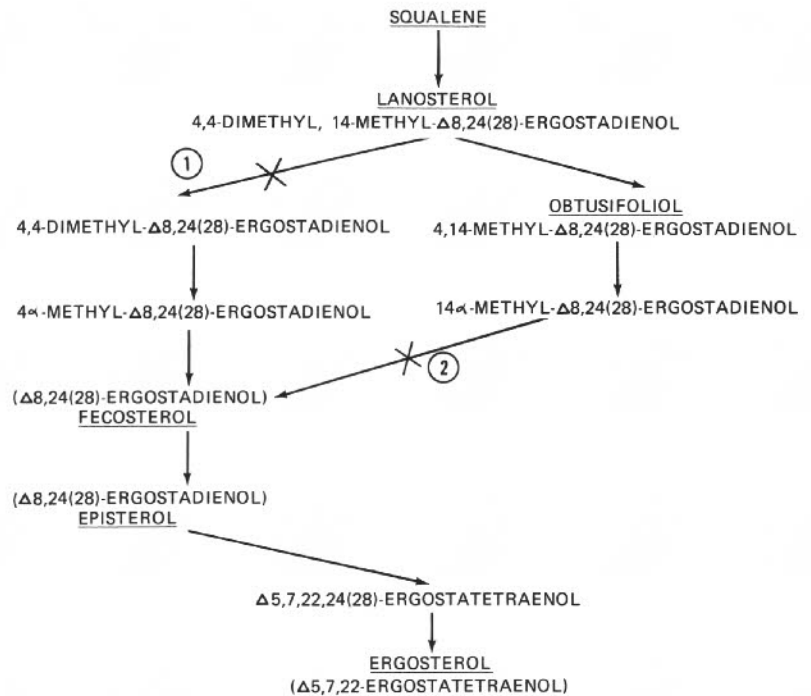 SQUALENE
LANOSTEROL
4,4-DIMETHYL, 14-METHYL-Δ8,24(28)-ERGOSTADIENOL
1
OBTUSIFOLIOL
4,4-DIMETHYL-Δ8,24(28)-ERGOSTADIENOL
4,14-METHYL-Δ8,24(28)-ERGOSTADIENOL
4α-METHYL-Δ8,24(28)-ERGOSTADIENOL
14α-METHYL-Δ8,24(28)-ERGOSTADIENOL
2
(Δ8,24(28)-ERGOSTADIENOL)
FECOSTEROL
(Δ8,24(28)-ERGOSTADIENOL)
EPISTEROL
Δ5,7,22,24(28)-ERGOSTATETRAENOL
ERGOSTEROL
(Δ5,7,22-ERGOSTATETRAENOL)